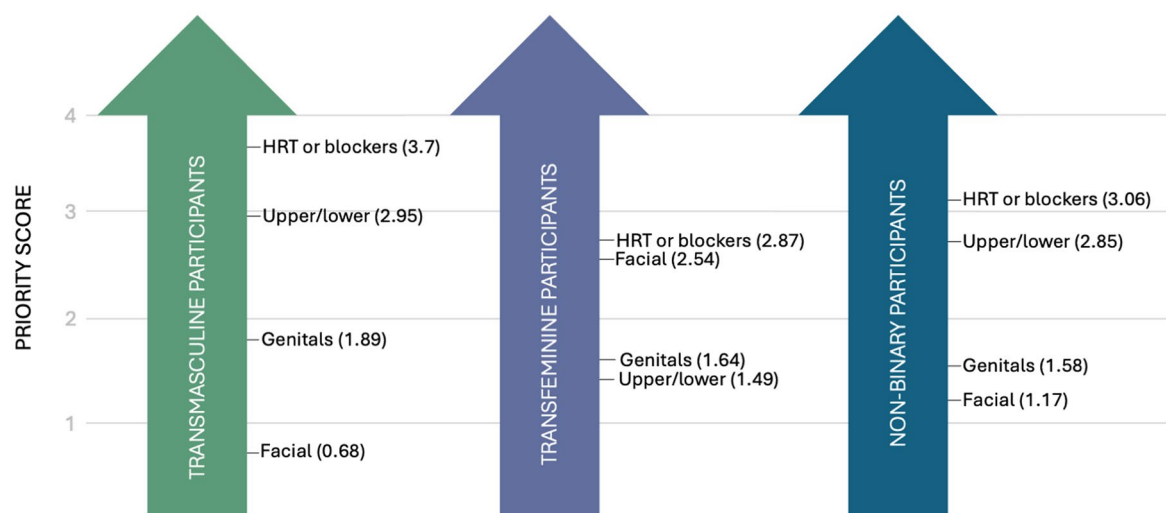 PRIORITY SCORE
4
3
2
1
TRANSMASCULINE PARTICIPANTS
HRT or blockers (3.7)
Upper/lower (2.95)
Genitals (1.89)
Facial (0.68)
TRANSFEMININE PARTICIPANTS
HRT or blockers (2.87)
Facial (2.54)
Genitals (1.64)
Upper/lower (1.49)
NON-BINARY PARTICIPANTS
HRT or blockers (3.06)
Upper/lower (2.85)
Genitals (1.58)
Facial (1.17)